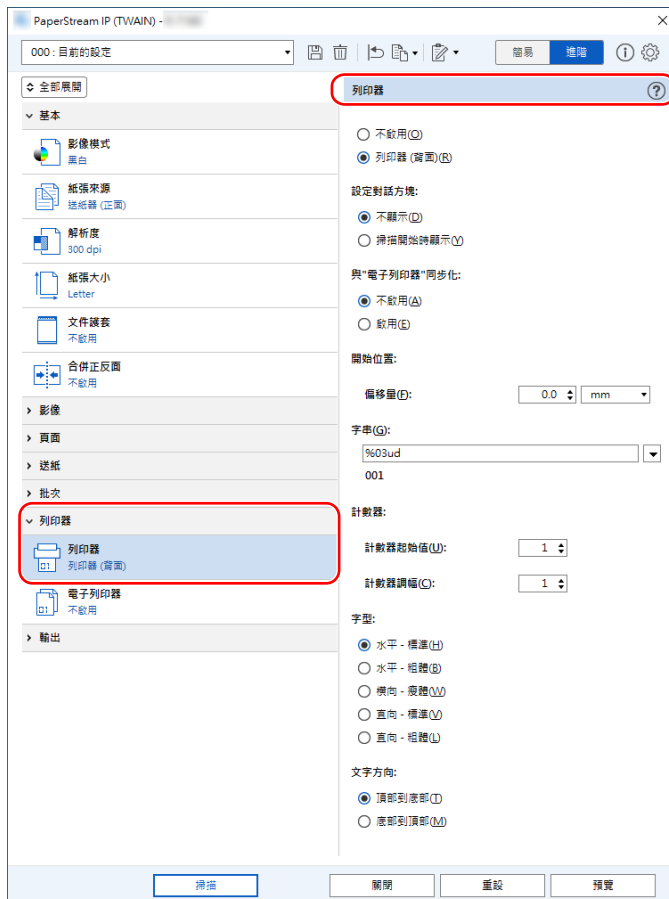 PaperStream IP (TWAIN) -
000 : 目前的設定
簡易
進階
全部展開
基本
影像模式
黑白
紙張來源
送紙器 (正面)
解析度
300 dpi
紙張大小
Letter
文件護套
不啟用
合併正反面
不啟用
影像
頁面
送紙
批次
列印器
列印器
列印器 (背面)
電子列印器
不啟用
輸出
列印器
不啟用(O)
列印器 (背面)(R)
設定對話方塊:
不顯示(D)
掃描開始時顯示(Y)
與"電子列印器"同步化:
不啟用(A)
啟用(E)
開始位置:
偏移量(F):
0.0
mm
字串(G):
%03ud
001
計數器:
計數器起始值(U):
1
計數器調幅(C):
1
字型:
水平 - 標準(H)
水平 - 粗體(B)
橫向 - 瘦體(W)
直向 - 標準(V)
直向 - 粗體(L)
文字方向:
頂部到底部(T)
底部到頂部(M)
掃描
關閉
重設
預覽